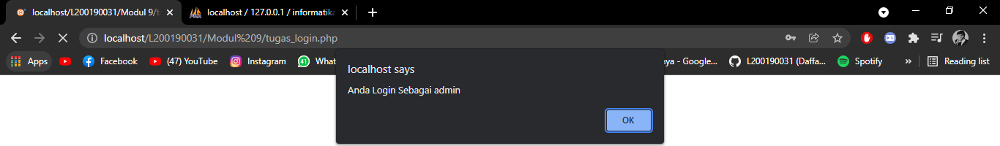 localhost/L200190031/Modul 9/t
localhost / 127.0.0.1 / informatika
localhost/L200190031/Modul%209/tugas_login.php
Apps
Facebook
(47) YouTube
Instagram
41
What
aya - Google...
L200190031 (Daffa...
Spotify
»
Reading list
localhost says
Anda Login Sebagai admin
OK